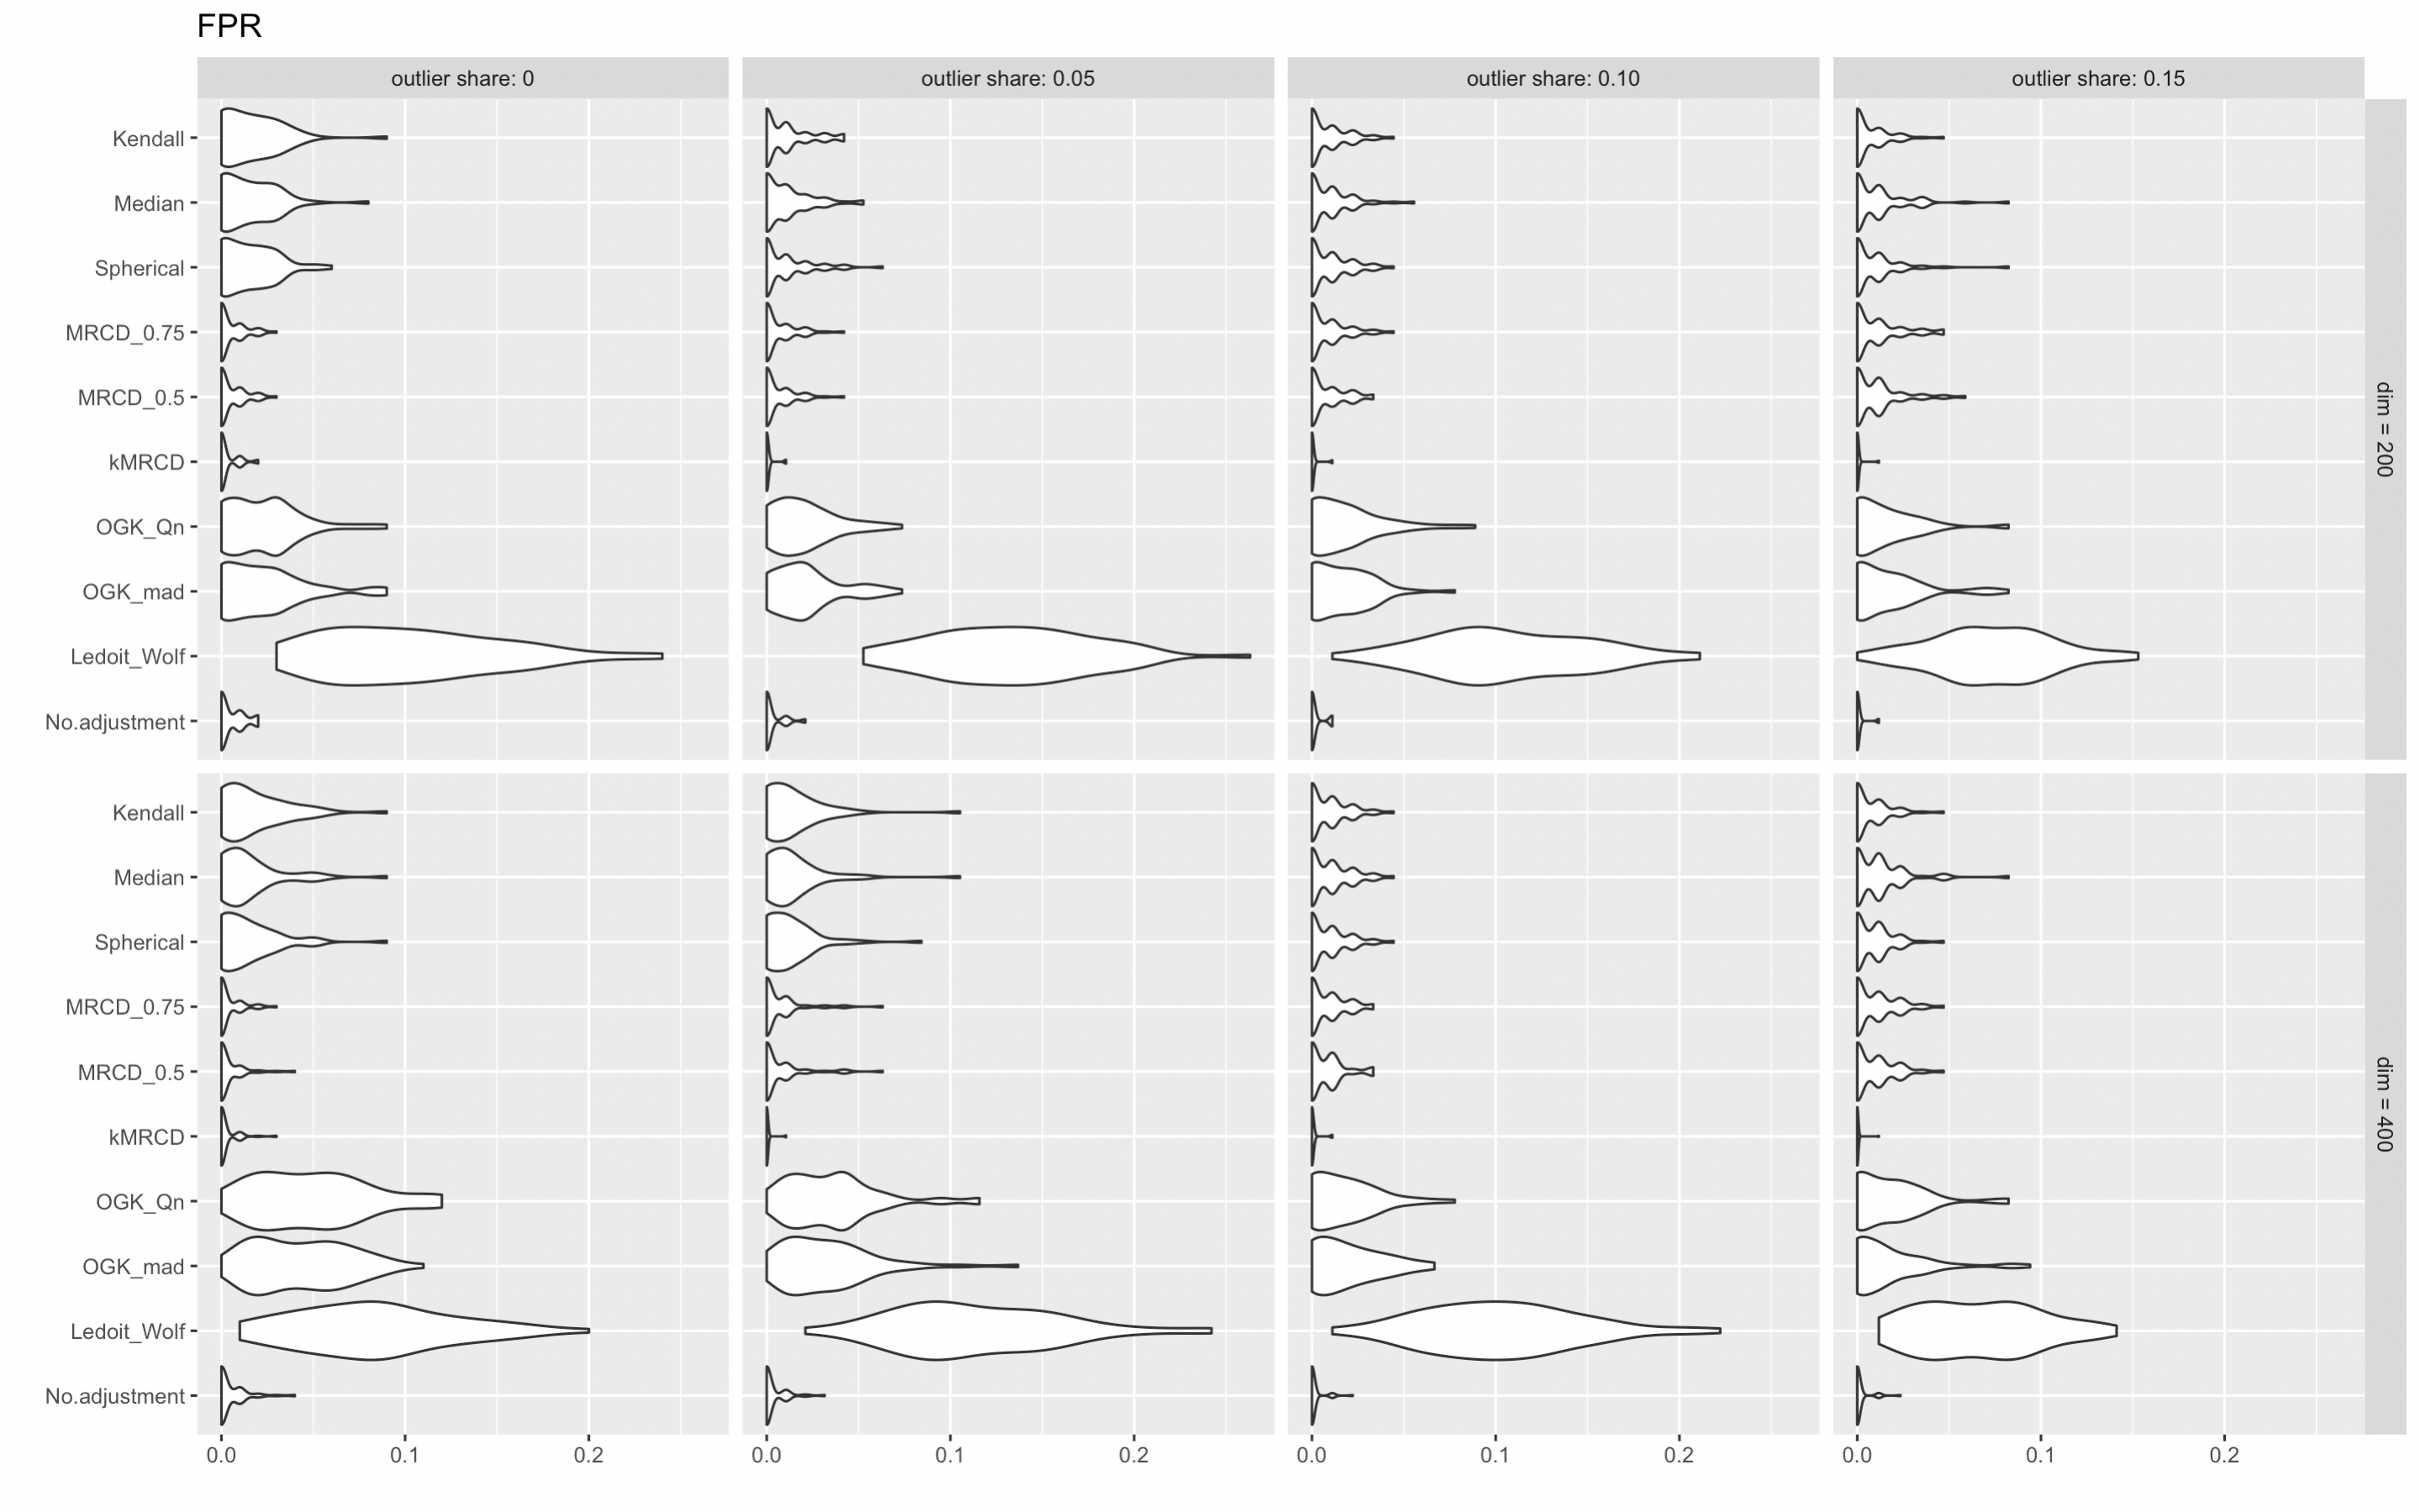 FPR
outlier share: 0
outlier share: 0.05
outlier share: 0.10
outlier share: 0.15
Kendall
Median
Spherical
MRCD_0.75
MRCD_0.5
kMRCD
OGK_Qn
OGK_mad
Ledoit_Wolf
No.adjustment
dim = 200
Kendall
Median
Spherical
MRCD_0.75
MRCD_0.5
kMRCD
OGK_Qn
OGK_mad
Ledoit_Wolf
No.adjustment
dim = 400
0.0 0.1 0.2
0.0 0.1 0.2
0.0 0.1 0.2
0.0 0.1 0.2